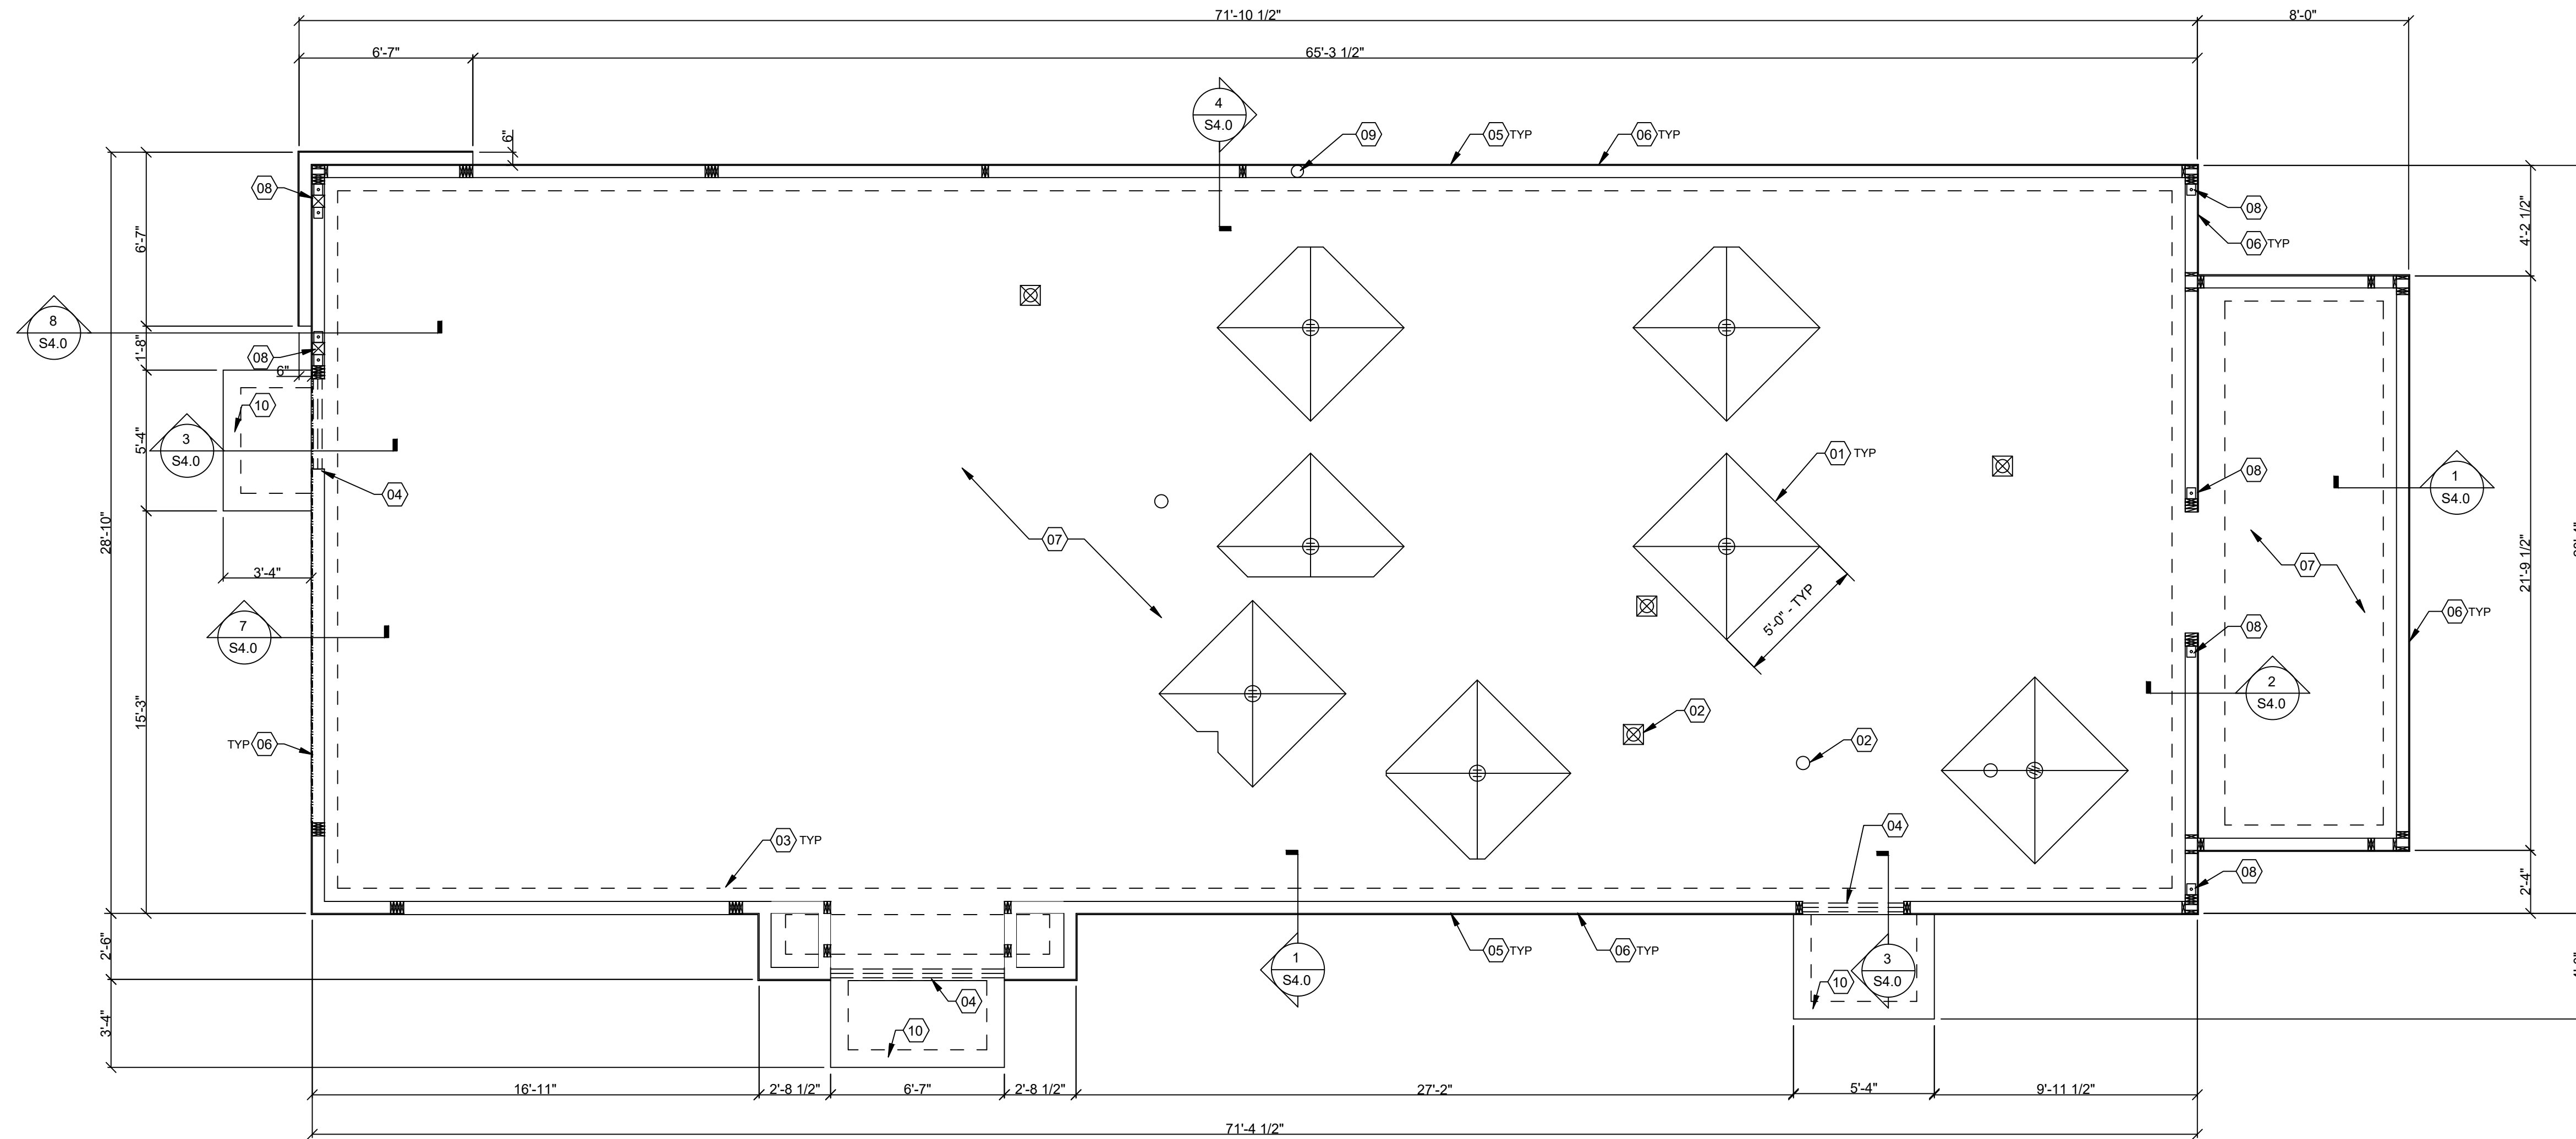 71'-10 1/2"
8'-0"
6'-7"
65'-3 1/2"
4
S4.0
6"
09
05 TYP
06 TYP
08
08
06 TYP
4'-2 1/2"
6'-7"
8
S4.0
1'-8"
08
6"
10
5'-4"
3
S4.0
04
01 TYP
08
1
S4.0
28'-10"
07
07
21'-9 1/2"
3'-4"
5'-0" - TYP
7
S4.0
08
06 TYP
2
S4.0
15'-3"
TYP 06
02
02
03 TYP
04
08
2'-4"
2'-6"
05 TYP
06 TYP
1
S4.0
3
S4.0
10
04
3'-4"
10
16'-11"
2'-8 1/2"
6'-7"
2'-8 1/2"
27'-2"
5'-4"
9'-11 1/2"
71'-4 1/2"